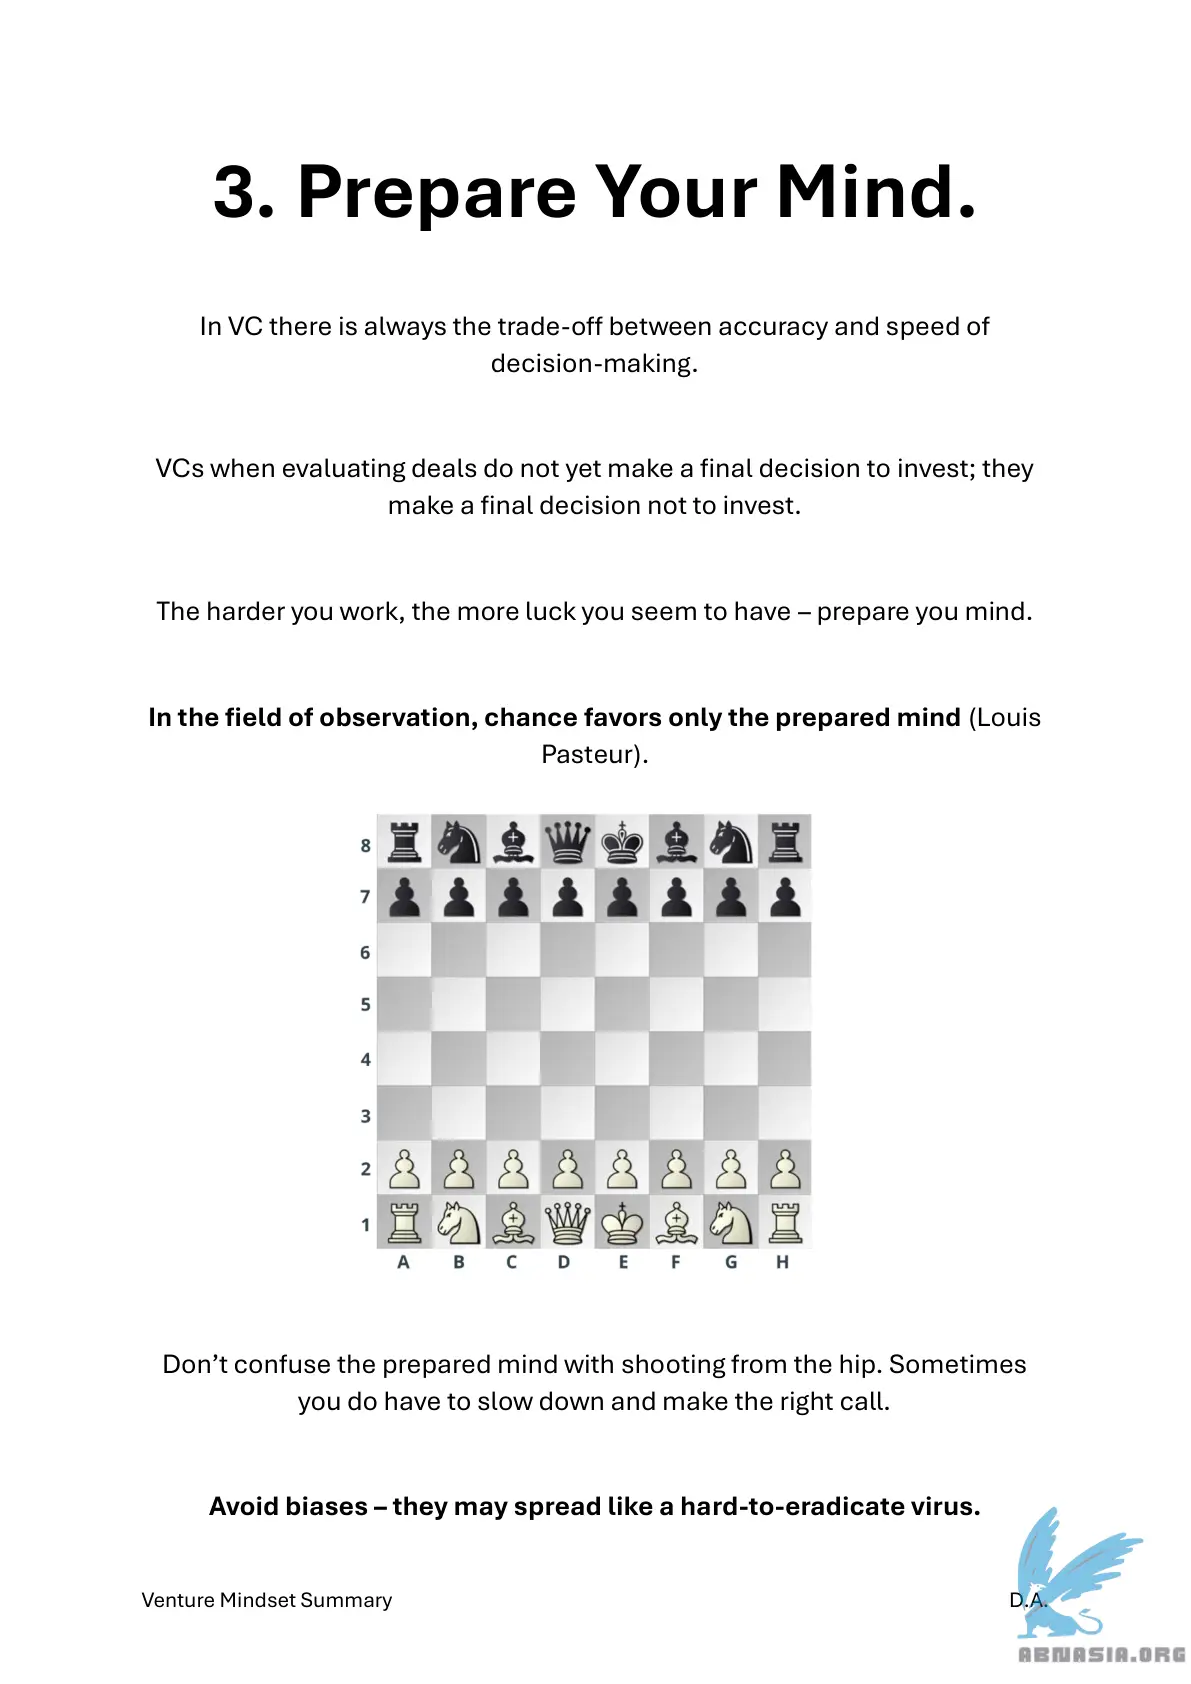 3. Prepare Your Mind.
In VC there is always the trade-off between accuracy and speed of
decision-making.
VCs when evaluating deals do not yet make a final decision to invest; they
make a final decision not to invest.
The harder you work, the more luck you seem to have – prepare you mind.
In the field of observation, chance favors only the prepared mind (Louis
Pasteur).
8
7
6
5
4
3
2
1
A B C D E F G H
Don’t confuse the prepared mind with shooting from the hip. Sometimes
you do have to slow down and make the right call.
Avoid biases – they may spread like a hard-to-eradicate virus.
Venture Mindset Summary D.A.
ABNASIA.ORG